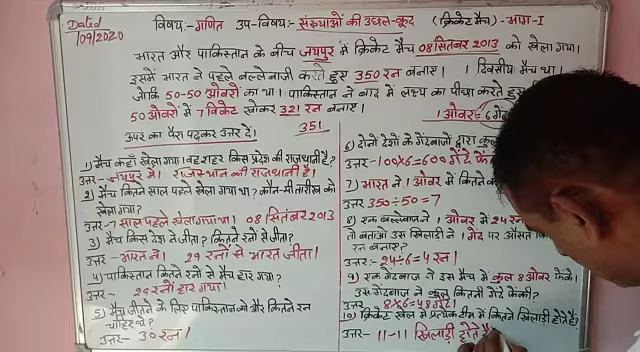 Dated
/09/2020
विषय:- गणित उप-विषय:- संख्याओं की उछल-कूद (क्रिकेट मैच) - भाग-I
भारत और पाकिस्तान के बीच जयपुर में क्रिकेट मैच 08 सितंबर 2013 को खेला गया।
इसमें भारत ने पहले बल्लेबाजी करते हुए 350 रन बनाए। 1 दिवसीय मैच था।
जोकि 50-50 ओवरों का था। पाकिस्तान ने बाद में लक्ष्य का पीछा करते हुए
50 ओवरों में 7 विकेट खोकर 321 रन बनाए।
1 ओवर = 6 गेंद
351
ऊपर का पैरा पढ़कर उत्तर दें।
1) मैच कहाँ खेला गया। वह शहर किस प्रदेश की राजधानी है?
उत्तर - जयपुर में। राजस्थान की राजधानी है।
2) मैच कितने साल पहले खेला गया था? कौन-सी तारीख को
खेला गया?
उत्तर- 7 साल पहले खेला गया था। 08 सितंबर 2013
3) मैच किस देश ने जीता? कितने रनों से जीता?
उत्तर- भारत ने। 29 रनों से भारत जीता।
4) पाकिस्तान कितने रनों से मैच हार गया?
उत्तर- 29 रनों हार गया।
5) मैच जीतने के लिए पाकिस्तान को और कितने रन
चाहिए थे?
उत्तर- 30 रन।
6) दोनों देशों के गेंदबाजों द्वारा कुल
उत्तर- 100x6=600 गेंदें
7) भारत ने 1 ओवर में कितने
उत्तर 350÷50=7
8) एक बल्लेबाज ने 1 ओवर में 24 रन
तो बताओ उस खिलाड़ी ने 1 गेंद पर औसत
रन बनाए?
उत्तर:- 24÷6=4 रन।
9) एक गेंदबाज ने इस मैच में कुल 8 ओवर फेंके।
उस गेंदबाज ने कुल कितनी गेंदें फेंकी?
उत्तर- 8x6=48 गेंदें।
10) क्रिकेट खेल में प्रत्येक टीम में कितने खिलाड़ी होते हैं?
उत्तर- 11-11 खिलाड़ी होते हैं